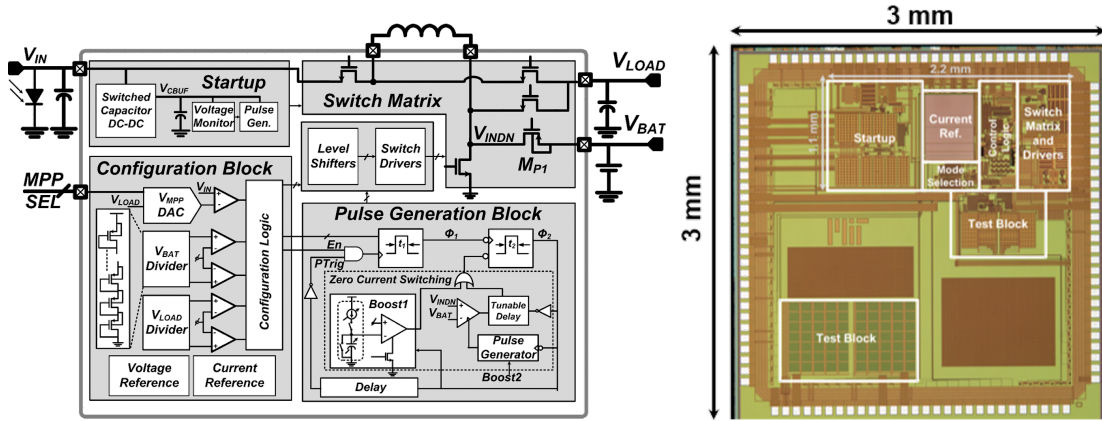 V_IN
Startup
Switched
Capacitor
DC-DC
V_CBUF
Voltage
Monitor
Pulse
Gen.
Switch Matrix
V_LOAD
V_BAT
V_INDN
M_P1
Level
Shifters
Switch
Drivers
Configuration Block
MPP
SEL
V_LOAD
V_MPP
DAC
V_IN
V_BAT
Divider
V_LOAD
Divider
Configuration Logic
Voltage
Reference
Current
Reference
Pulse Generation Block
En
PTrig
t_1
Φ_1
t_2
Φ_2
Zero Current Switching
Boost1
V_INDN
V_BAT
Tunable
Delay
Pulse
Generator
Boost2
Delay
3 mm
3 mm
2.2 mm
1.1 mm
Startup
Current
Ref.
Control
Logic
Switch
Matrix
and
Drivers
Mode
Selection
Test Block
Test Block